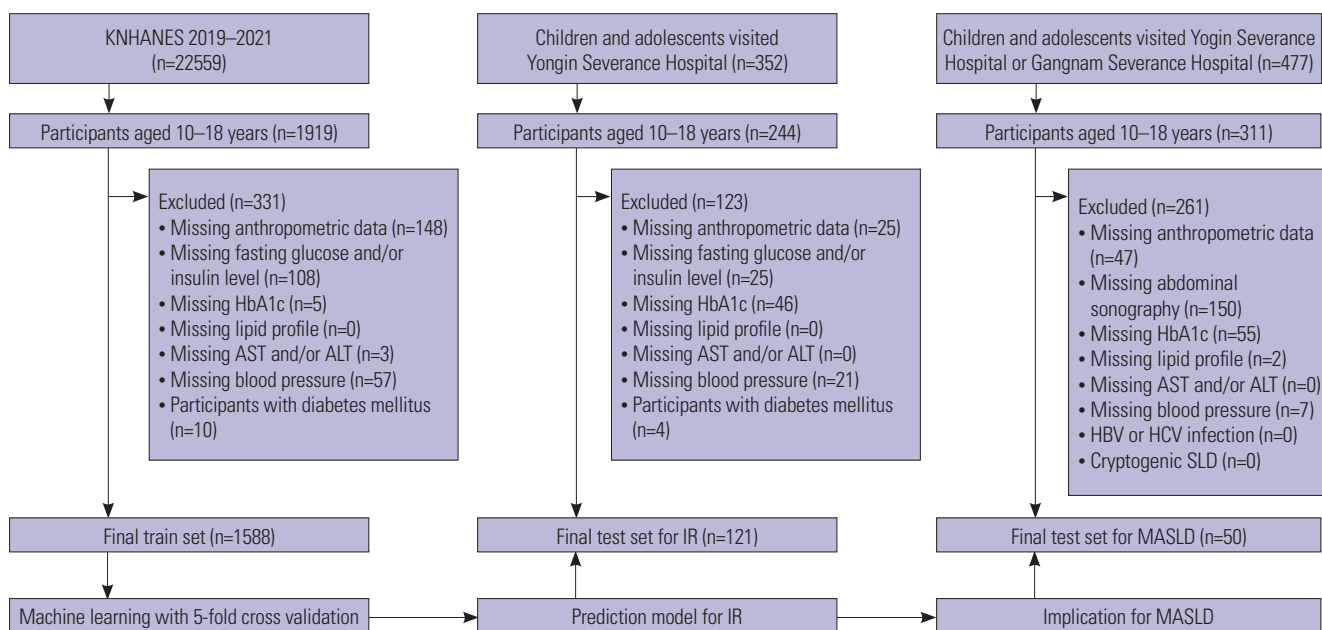 KNHANES 2019–2021
(n=22559)
Participants aged 10–18 years (n=1919)
Excluded (n=331)
• Missing anthropometric data (n=148)
• Missing fasting glucose and/or
insulin level (n=108)
• Missing HbA1c (n=5)
• Missing lipid profile (n=0)
• Missing AST and/or ALT (n=3)
• Missing blood pressure (n=57)
• Participants with diabetes mellitus
(n=10)
Final train set (n=1588)
Machine learning with 5-fold cross validation
Children and adolescents visited
Yongin Severance Hospital (n=352)
Participants aged 10–18 years (n=244)
Excluded (n=123)
• Missing anthropometric data (n=25)
• Missing fasting glucose and/or
insulin level (n=25)
• Missing HbA1c (n=46)
• Missing lipid profile (n=0)
• Missing AST and/or ALT (n=0)
• Missing blood pressure (n=21)
• Participants with diabetes mellitus
(n=4)
Final test set for IR (n=121)
Prediction model for IR
Children and adolescents visited Yogin Severance
Hospital or Gangnam Severance Hospital (n=477)
Participants aged 10–18 years (n=311)
Excluded (n=261)
• Missing anthropometric data
(n=47)
• Missing abdominal
sonography (n=150)
• Missing HbA1c (n=55)
• Missing lipid profile (n=2)
• Missing AST and/or ALT (n=0)
• Missing blood pressure (n=7)
• HBV or HCV infection (n=0)
• Cryptogenic SLD (n=0)
Final test set for MASLD (n=50)
Implication for MASLD